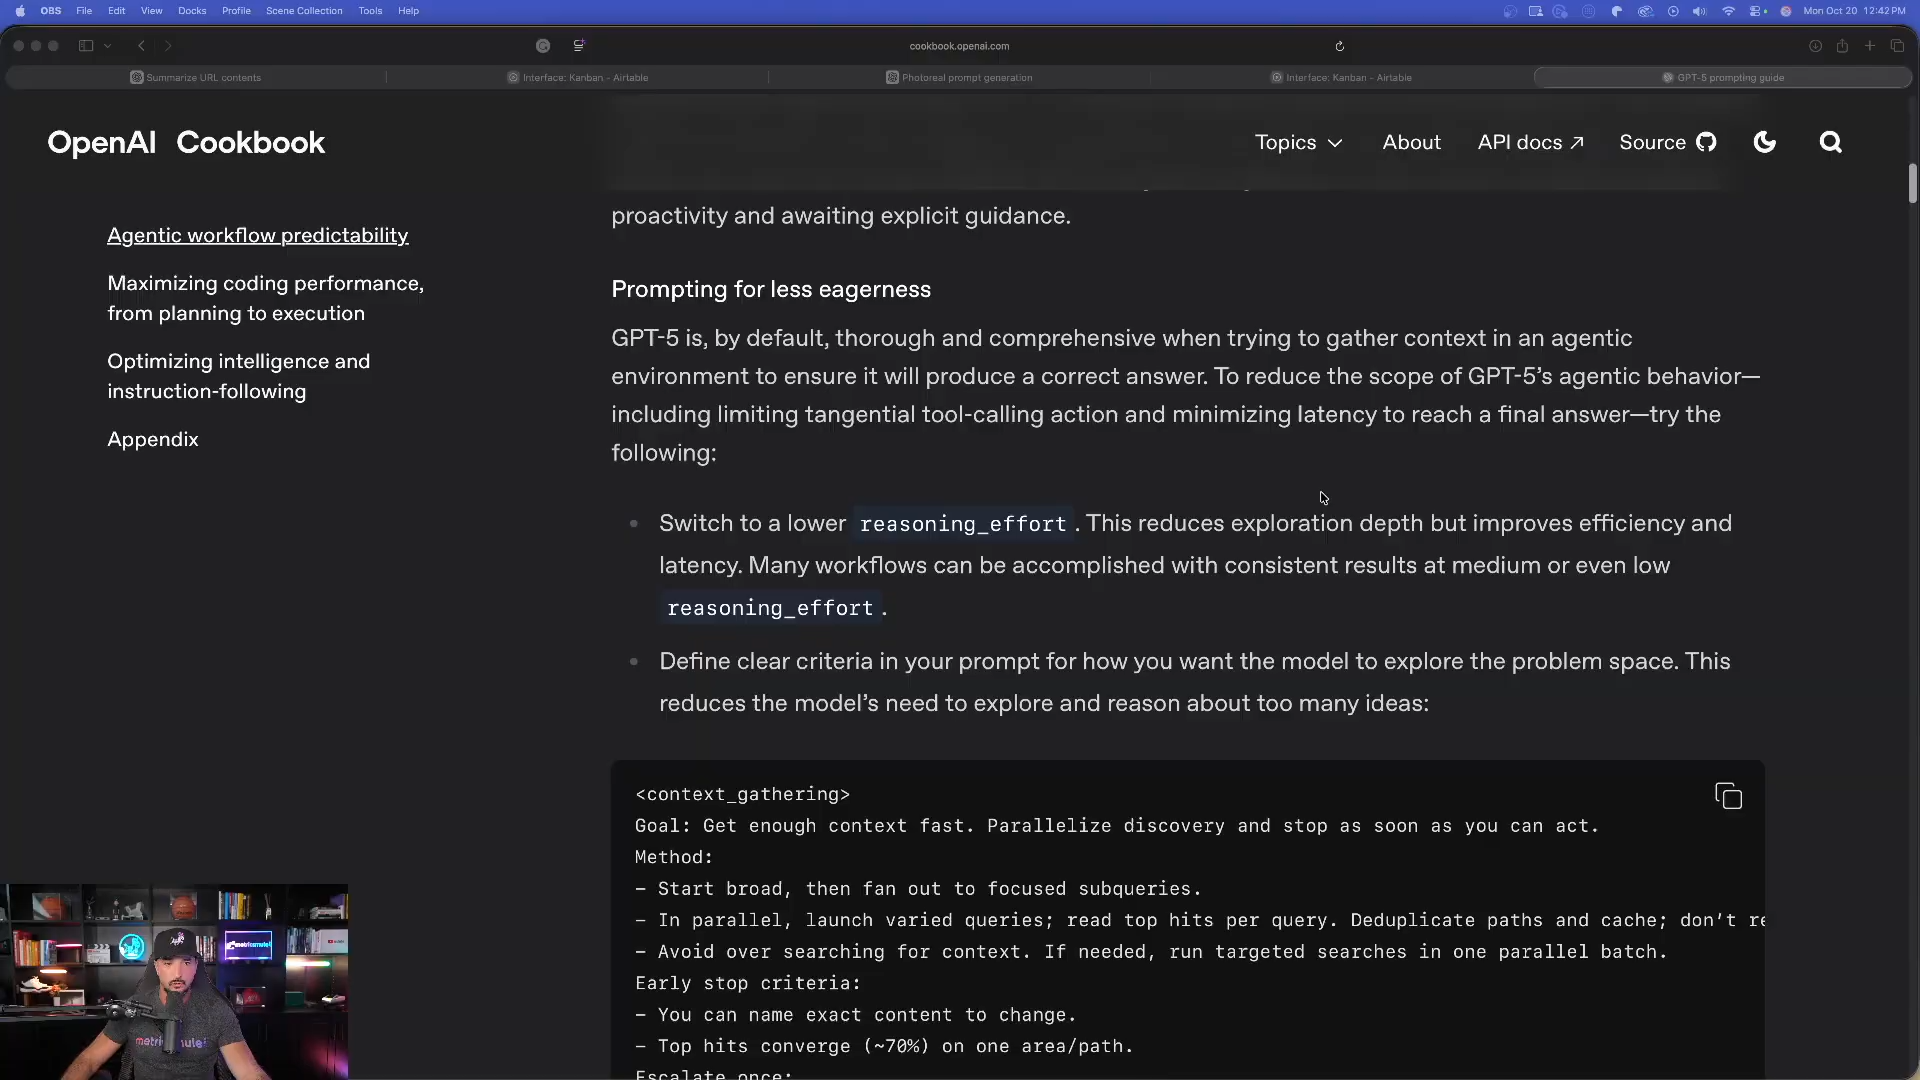 OBS File Edit View Docks Profile Scene Collection Tools Help Mon Oct 20 12:42 PM
cookbook.openai.com
Summarize URL contents Interface: Kanban - Airtable Photoreal prompt generation Interface: Kanban - Airtable GPT-5 prompting guide
OpenAI Cookbook Topics About API docs Source
Agentic workflow predictability
Maximizing coding performance,
from planning to execution
Optimizing intelligence and
instruction-following
Appendix
proactivity and awaiting explicit guidance.
Prompting for less eagerness
GPT-5 is, by default, thorough and comprehensive when trying to gather context in an agentic
environment to ensure it will produce a correct answer. To reduce the scope of GPT-5’s agentic behavior—
including limiting tangential tool-calling action and minimizing latency to reach a final answer—try the
following:
Switch to a lower reasoning_effort. This reduces exploration depth but improves efficiency and
latency. Many workflows can be accomplished with consistent results at medium or even low
reasoning_effort.
Define clear criteria in your prompt for how you want the model to explore the problem space. This
reduces the model’s need to explore and reason about too many ideas:
<context_gathering>
Goal: Get enough context fast. Parallelize discovery and stop as soon as you can act.
Method:
- Start broad, then fan out to focused subqueries.
- In parallel, launch varied queries; read top hits per query. Deduplicate paths and cache; don’t re
- Avoid over searching for context. If needed, run targeted searches in one parallel batch.
Early stop criteria:
- You can name exact content to change.
- Top hits converge (~70%) on one area/path.
Escalate once:
metricsmule